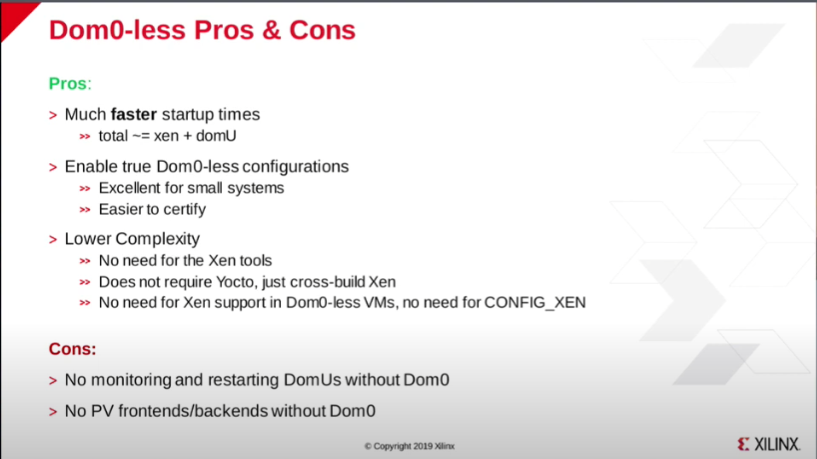 Dom0-less Pros & Cons
Pros:
> Much faster startup times
>> total ~= xen + domU
> Enable true Dom0-less configurations
>> Excellent for small systems
>> Easier to certify
> Lower Complexity
>> No need for the Xen tools
>> Does not require Yocto, just cross-build Xen
>> No need for Xen support in Dom0-less VMs, no need for CONFIG_XEN
Cons:
> No monitoring and restarting DomUs without Dom0
> No PV frontends/backends without Dom0
© Copyright 2019 Xilinx
XILINX